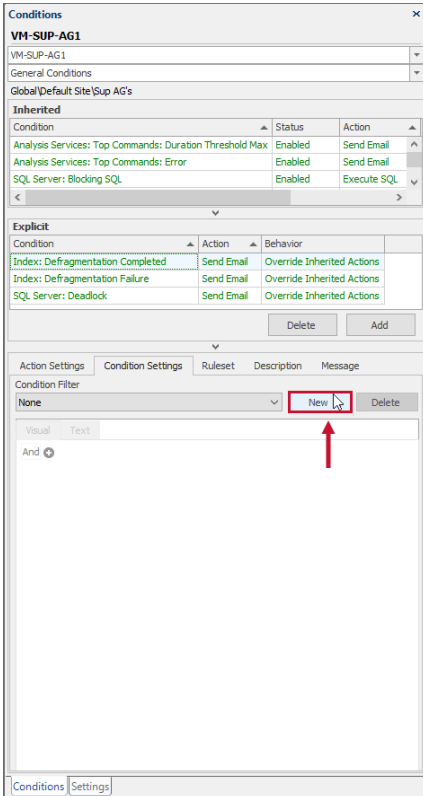 Conditions
VM-SUP-AG1
VM-SUP-AG1
General Conditions
Global\Default Site\Sup AG's
Inherited
Condition Status Action
Analysis Services: Top Commands: Duration Threshold Max Enabled Send Email
Analysis Services: Top Commands: Error Enabled Send Email
SQL Server: Blocking SQL Enabled Execute SQL
Explicit
Condition Action Behavior
Index: Defragmentation Completed Send Email Override Inherited Actions
Index: Defragmentation Failure Send Email Override Inherited Actions
SQL Server: Deadlock Send Email Override Inherited Actions
Delete Add
Action Settings Condition Settings Ruleset Description Message
Condition Filter
None New Delete
Visual Text
And
Conditions Settings